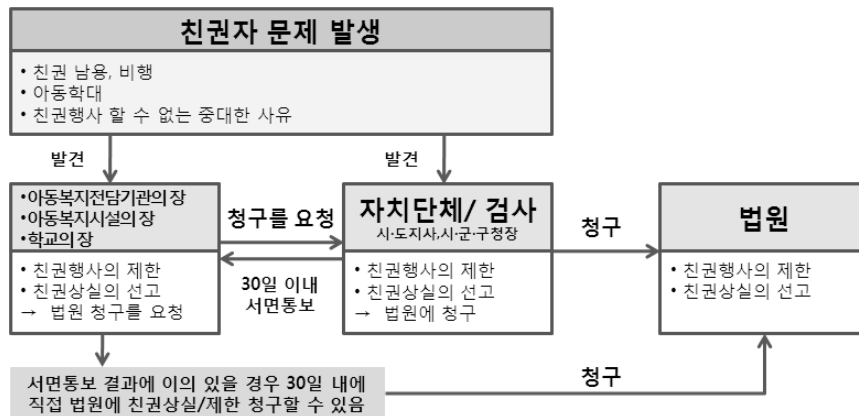 친권자 문제 발생
• 친권 남용, 비행
• 아동학대
• 친권행사 할 수 없는 중대한 사유
발견
발견
•아동복지전담기관의 장
•아동복지시설의 장
•학교의 장
• 친권행사의 제한
• 친권상실의 선고
→ 법원 청구를 요청
청구를 요청
30일 이내
서면통보
자치단체/ 검사
시·도지사,시·군·구청장
• 친권행사의 제한
• 친권상실의 선고
→ 법원에 청구
청구
법원
• 친권행사의 제한
• 친권상실의 선고
서면통보 결과에 이의 있을 경우 30일 내에
직접 법원에 친권상실/제한 청구할 수 있음
청구